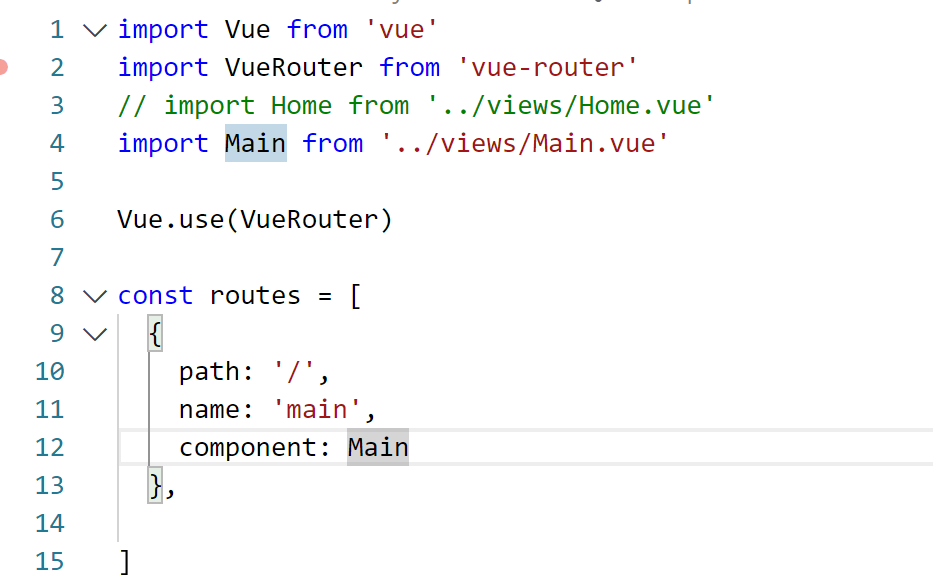 1 import Vue from 'vue'
2 import VueRouter from 'vue-router'
3 // import Home from '../views/Home.vue'
4 import Main from '../views/Main.vue'
5
6 Vue.use(VueRouter)
7
8 const routes = [
9 {
10 path: '/',
11 name: 'main',
12 component: Main
13 },
14
15 ]